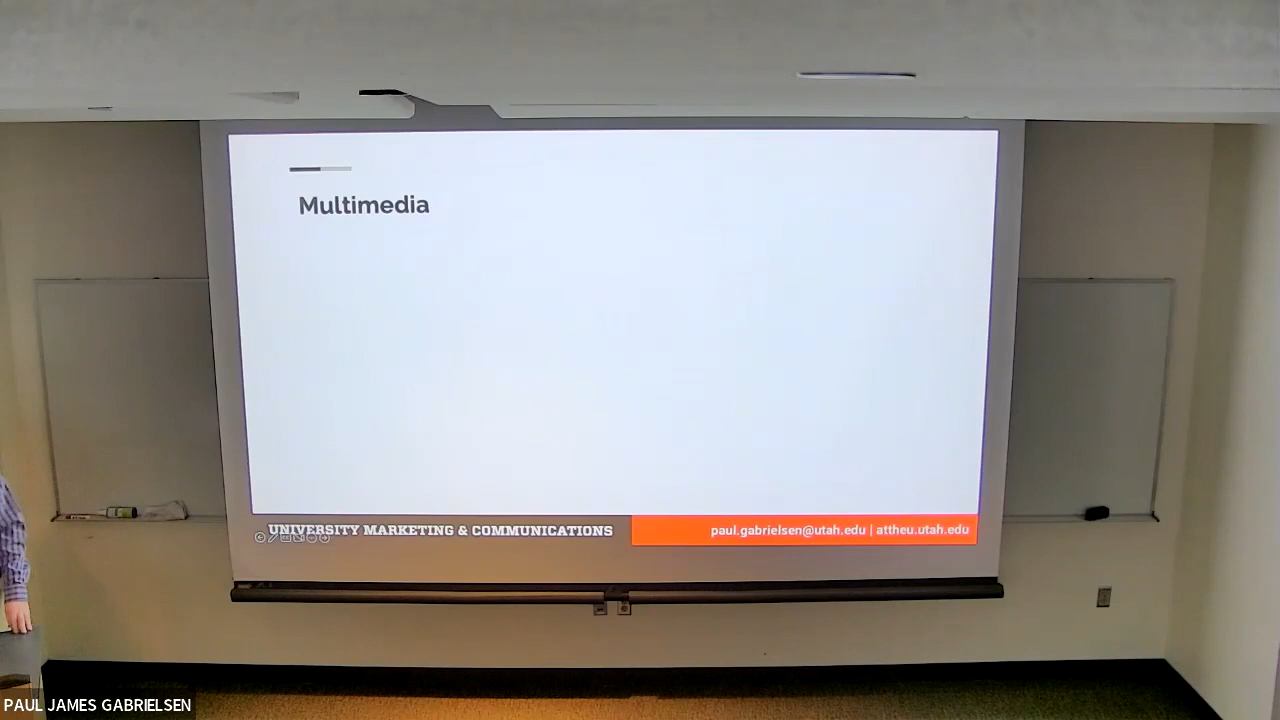 Multimedia
UNIVERSITY MARKETING & COMMUNICATIONS
paul.gabrielsen@utah.edu | attheu.utah.edu
PAUL JAMES GABRIELSEN